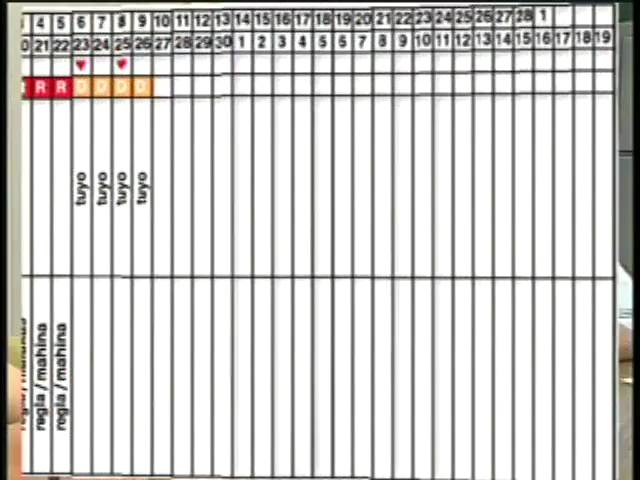 4 5 6 7 8 9 10 11 12 13 14 15 16 17 18 19 20 21 22 23 24 25 26 27 28 1
21 22 23 24 25 26 27 28 29 30 1 2 3 4 5 6 7 8 9 10 11 12 13 14 15 16 17 18 19
R R D D D D
tuyo tuyo tuyo tuyo
regla / mahina regla / mahina